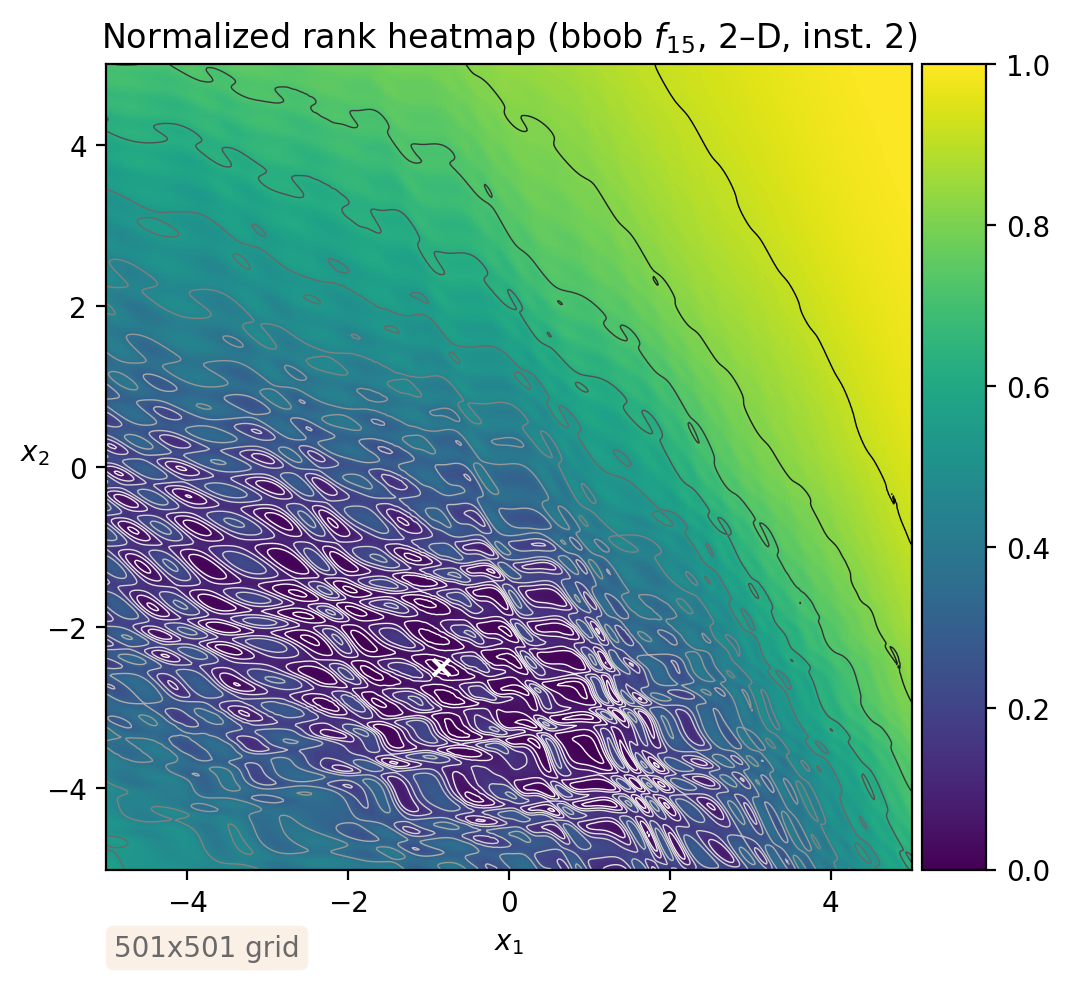 Normalized rank heatmap (bbob f15, 2–D, inst. 2)
1.0
0.8
0.6
0.4
0.2
0.0
4
2
0
−2
−4
x2
−4 −2 0 2 4
x1
501x501 grid